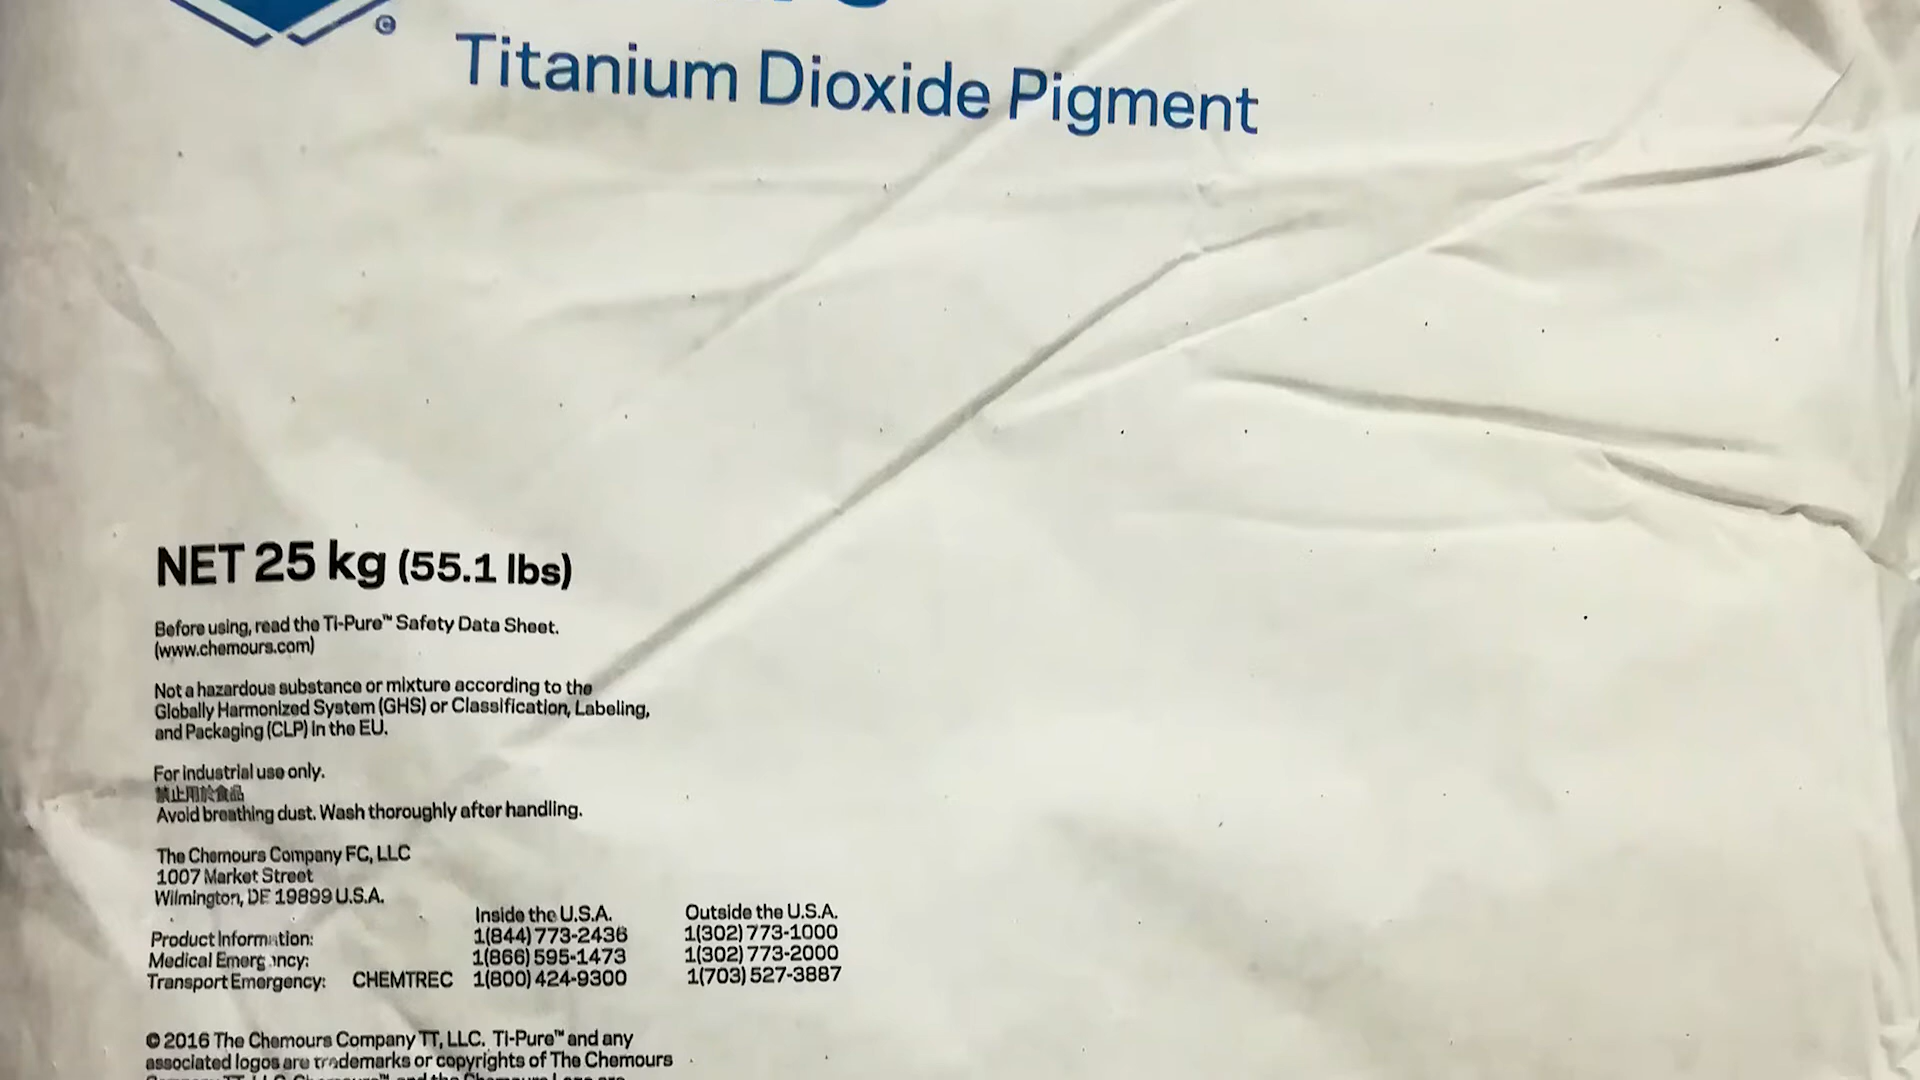 ©
Titanium Dioxide Pigment
NET 25 kg (55.1 lbs)
Before using, read the Ti-Pure™ Safety Data Sheet.
(www.chemours.com)
Not a hazardous substance or mixture according to the
Globally Harmonized System (GHS) or Classification, Labeling,
and Packaging (CLP) in the EU.
For industrial use only.
禁止用於食品
Avoid breathing dust. Wash thoroughly after handling.
The Chemours Company FC, LLC
1007 Market Street
Wilmington, DE 19899 U.S.A.
Inside the U.S.A. Outside the U.S.A.
Product Information: 1(844) 773-2436 1(302) 773-1000
Medical Emergency: 1(866) 595-1473 1(302) 773-2000
Transport Emergency: CHEMTREC 1(800) 424-9300 1(703) 527-3887
© 2016 The Chemours Company TT, LLC. Ti-Pure™ and any
associated logos are trademarks or copyrights of The Chemours